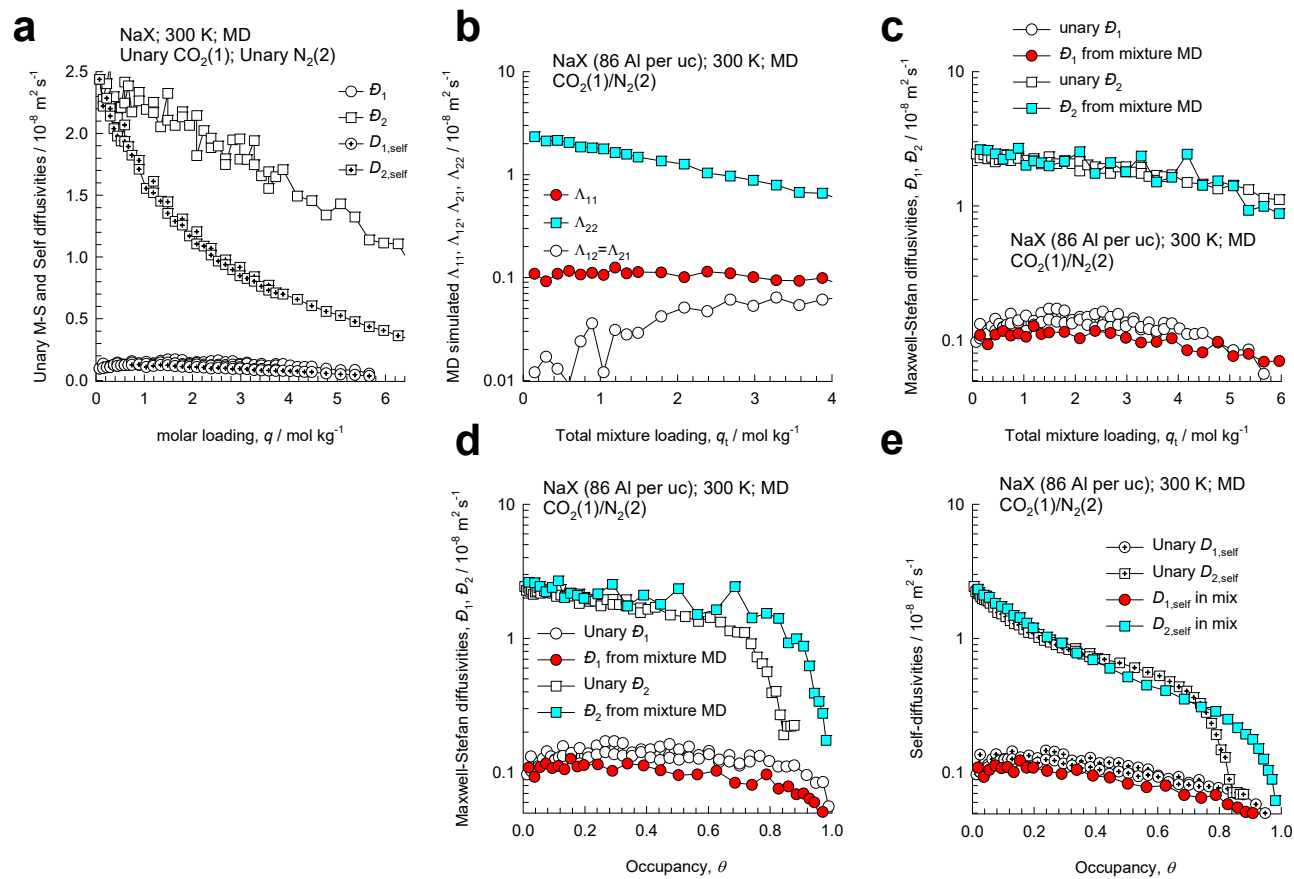 a
NaX; 300 K; MD
Unary CO₂(1); Unary N₂(2)
Unary M-S and Self diffusivities / 10⁻⁸ m² s⁻¹
2.5
2.0
1.5
1.0
0.5
0.0
Đ₁
Đ₂
D₁,self
D₂,self
0 1 2 3 4 5 6
molar loading, q / mol kg⁻¹
b
NaX (86 Al per uc); 300 K; MD
CO₂(1)/N₂(2)
MD simulated Λ₁₁, Λ₁₂, Λ₂₁, Λ₂₂ / 10⁻⁸ m² s⁻¹
10
1
0.1
0.01
Λ₁₁
Λ₂₂
Λ₁₂=Λ₂₁
0 1 2 3 4
Total mixture loading, qₜ / mol kg⁻¹
c
unary Đ₁
Đ₁ from mixture MD
unary Đ₂
Đ₂ from mixture MD
Maxwell-Stefan diffusivities, Đ₁, Đ₂ / 10⁻⁸ m² s⁻¹
10
1
0.1
NaX (86 Al per uc); 300 K; MD
CO₂(1)/N₂(2)
0 1 2 3 4 5 6
Total mixture loading, qₜ / mol kg⁻¹
d
NaX (86 Al per uc); 300 K; MD
CO₂(1)/N₂(2)
Maxwell-Stefan diffusivities, Đ₁, Đ₂ / 10⁻⁸ m² s⁻¹
10
1
0.1
Unary Đ₁
Đ₁ from mixture MD
Unary Đ₂
Đ₂ from mixture MD
0.0 0.2 0.4 0.6 0.8 1.0
Occupancy, θ
e
NaX (86 Al per uc); 300 K; MD
CO₂(1)/N₂(2)
Self-diffusivities / 10⁻⁸ m² s⁻¹
10
1
0.1
Unary D₁,self
Unary D₂,self
D₁,self in mix
D₂,self in mix
0.0 0.2 0.4 0.6 0.8 1.0
Occupancy, θ